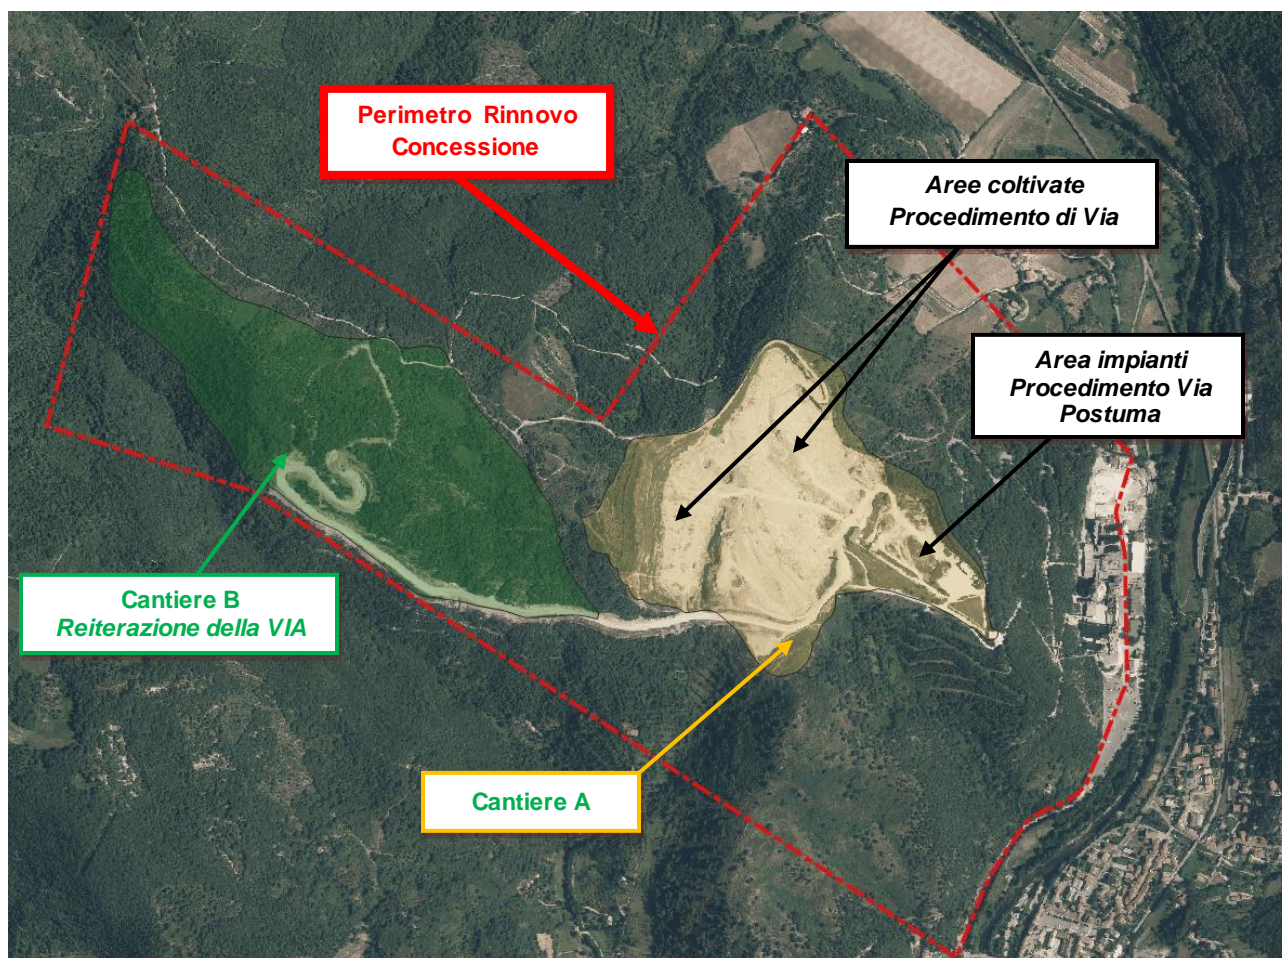 Perimetro Rinnovo
Concessione
Aree coltivate
Procedimento di Via
Area impianti
Procedimento Via
Postuma
Cantiere B
Reiterazione della VIA
Cantiere A